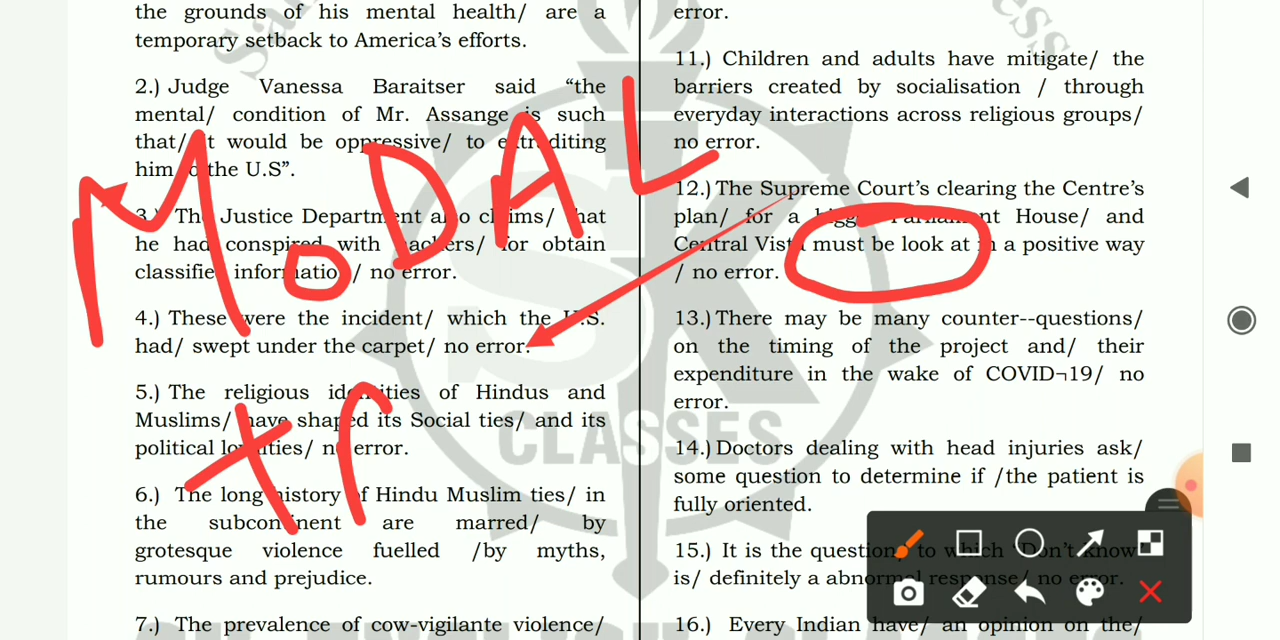 the grounds of his mental health/ are a
temporary setback to America's efforts.
2.) Judge Vanessa Baraitser said "the
mental/ condition of Mr. Assange is such
that/ it would be oppressive/ to extraditing
him to the U.S".
3.) The Justice Department also claims/ that
he had conspired with hackers/ for obtain
classified information/ no error.
4.) These were the incident/ which the U.S.
had/ swept under the carpet/ no error.
5.) The religious identities of Hindus and
Muslims/ have shaped its Social ties/ and its
political loyalties/ no error.
6.) The long history of Hindu Muslim ties/ in
the subcontinent are marred/ by
grotesque violence fuelled /by myths,
rumours and prejudice.
7.) The prevalence of cow-vigilante violence/
error.
11.) Children and adults have mitigate/ the
barriers created by socialisation / through
everyday interactions across religious groups/
no error.
12.) The Supreme Court's clearing the Centre's
plan/ for a bigger Parliament House/ and
Central Vista must be look at in a positive way
/ no error.
13.) There may be many counter--questions/
on the timing of the project and/ their
expenditure in the wake of COVID¬19/ no
error.
14.) Doctors dealing with head injuries ask/
some question to determine if /the patient is
fully oriented.
15.) It is the question, to which "Don't know"
is/ definitely a abnormal response/ no error.
16.) Every Indian have/ an opinion on the/
MODAL
+
SK
CLASSES